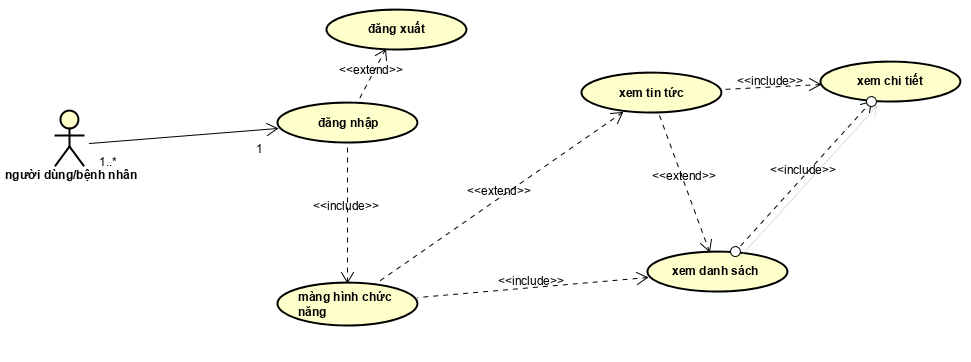 đăng xuất
<<extend>>
xem tin tức
<<include>>
xem chi tiết
đăng nhập
1
1..*
người dùng/bệnh nhân
<<include>>
<<extend>>
<<extend>>
<<include>>
xem danh sách
<<include>>
màng hình chức
năng